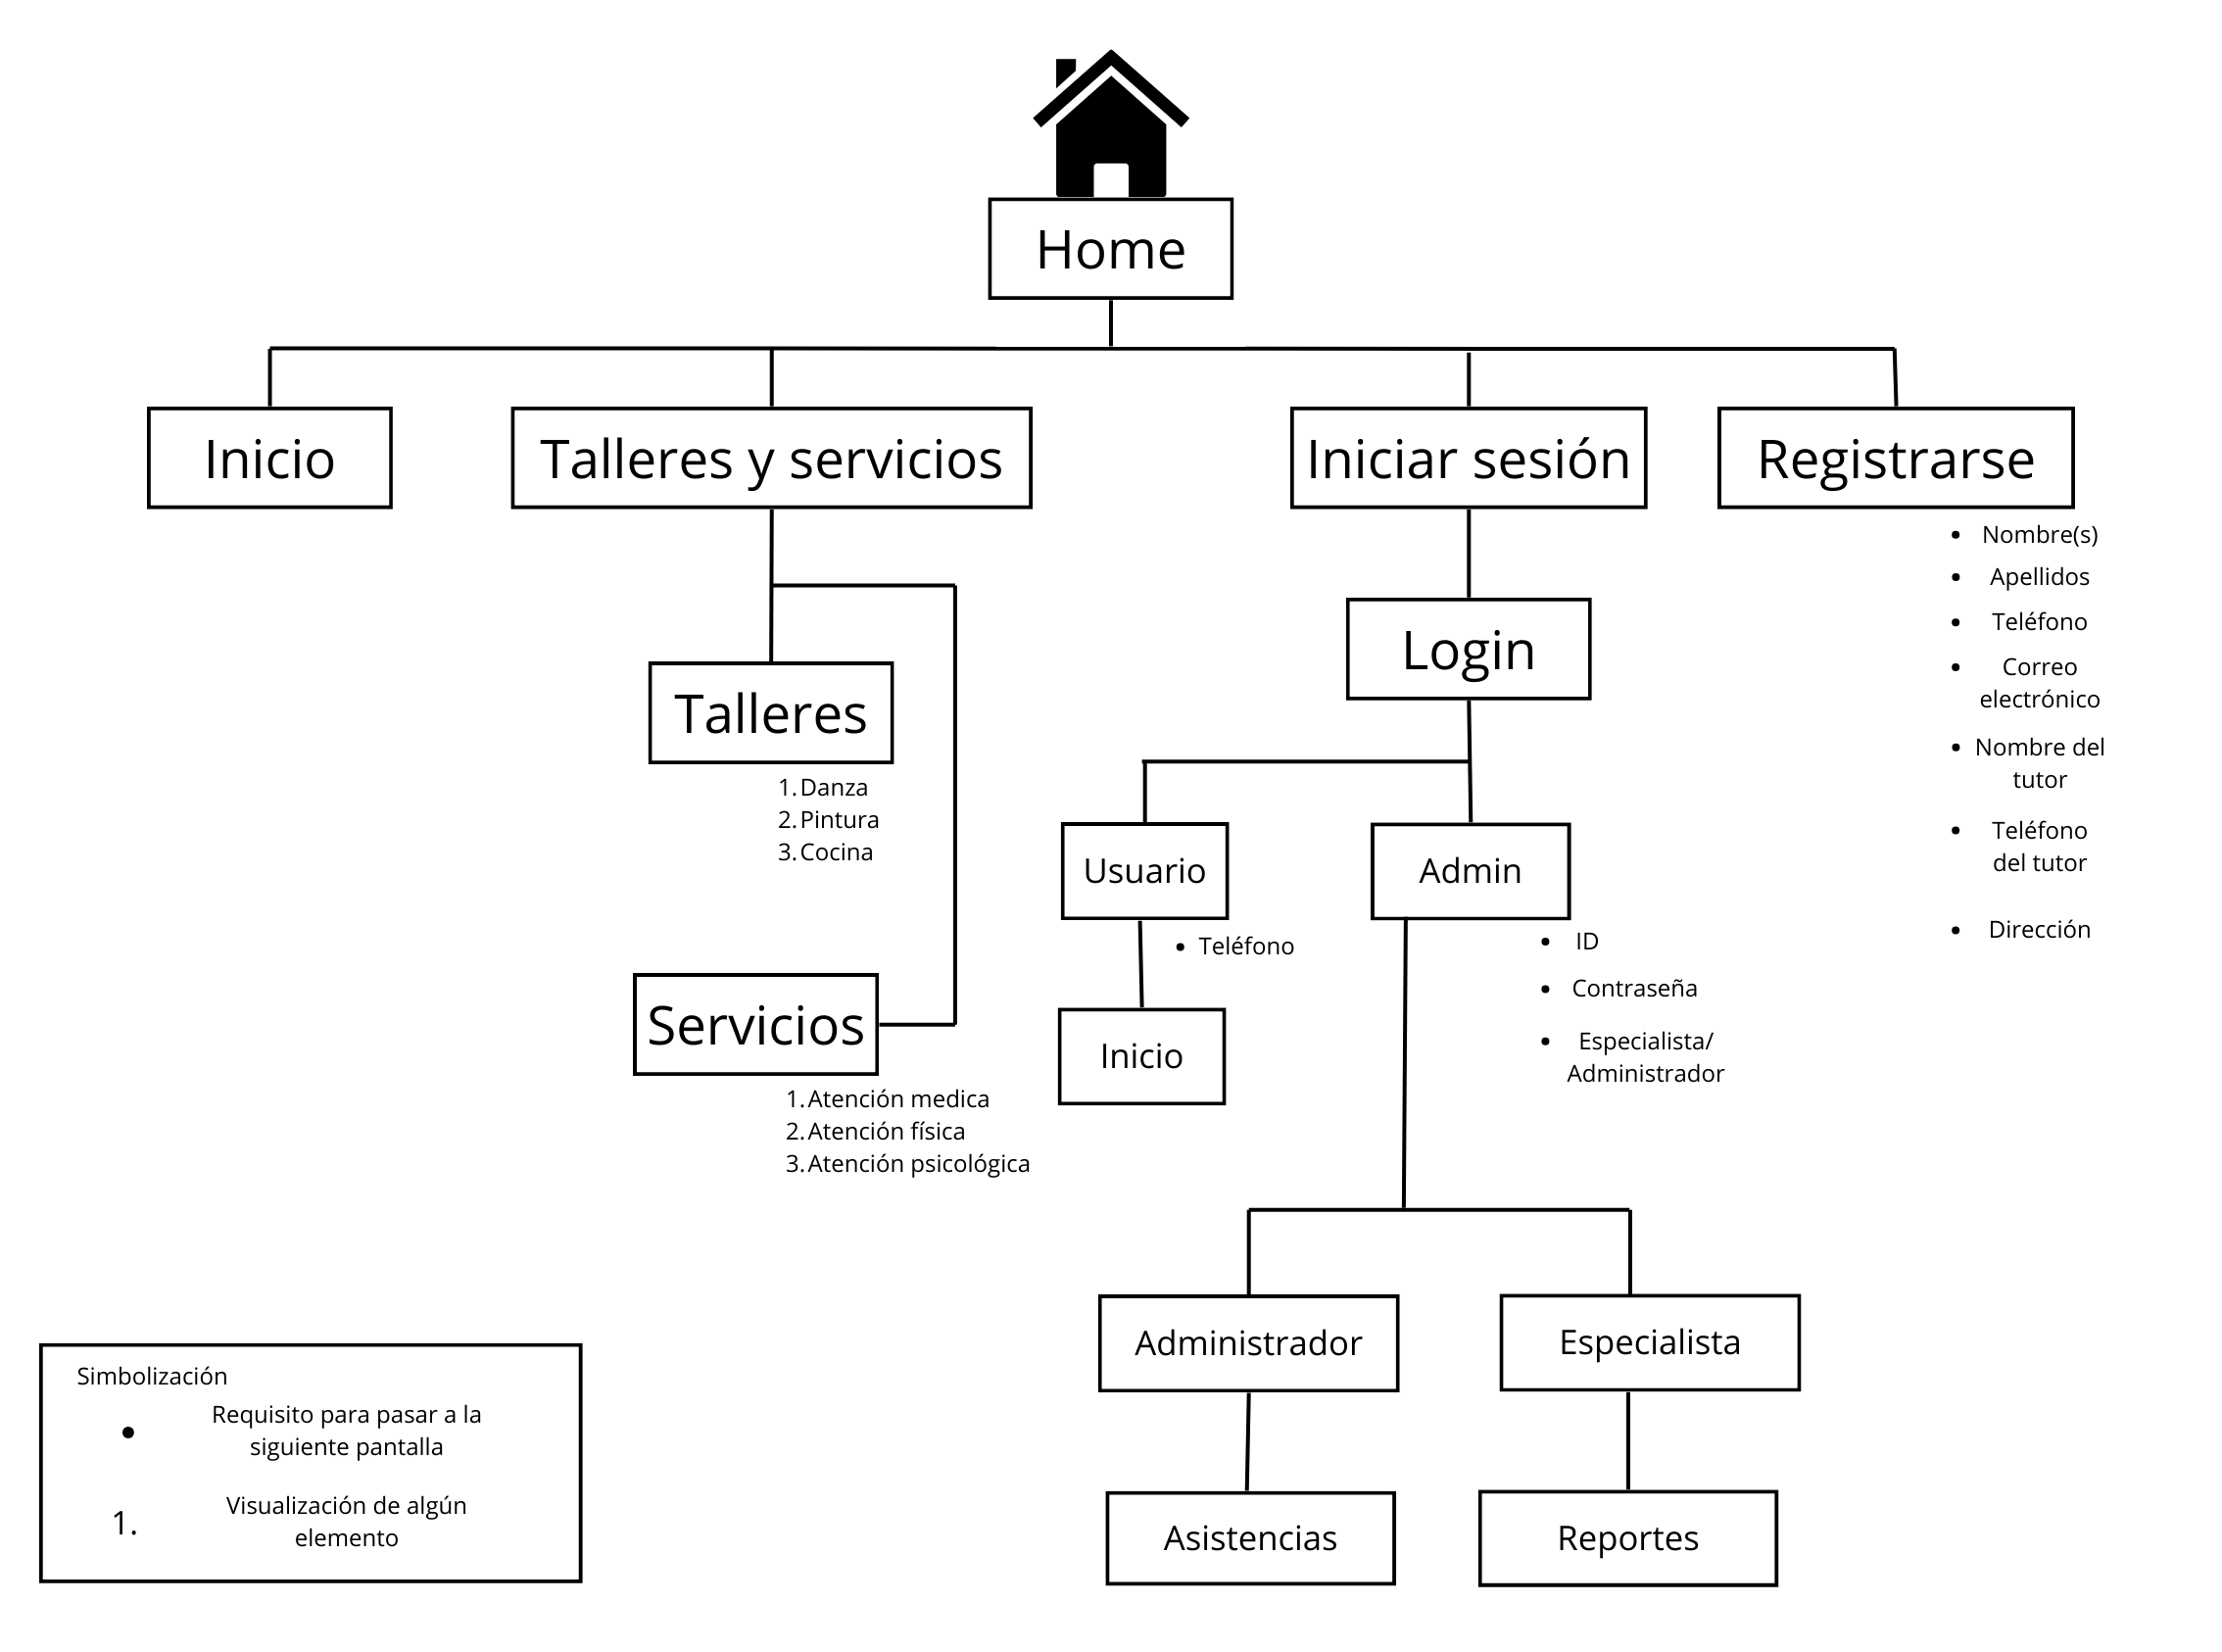 Home
Inicio
Talleres y servicios
Iniciar sesión
Registrarse
• Nombre(s)
• Apellidos
• Teléfono
• Correo
electrónico
• Nombre del
tutor
• Teléfono
del tutor
• Dirección
Talleres
1. Danza
2. Pintura
3. Cocina
Servicios
1. Atención medica
2. Atención física
3. Atención psicológica
Login
Usuario
• Teléfono
Inicio
Admin
• ID
• Contraseña
• Especialista/
Administrador
Administrador
Especialista
Asistencias
Reportes
Simbolización
• Requisito para pasar a la
siguiente pantalla
1. Visualización de algún
elemento